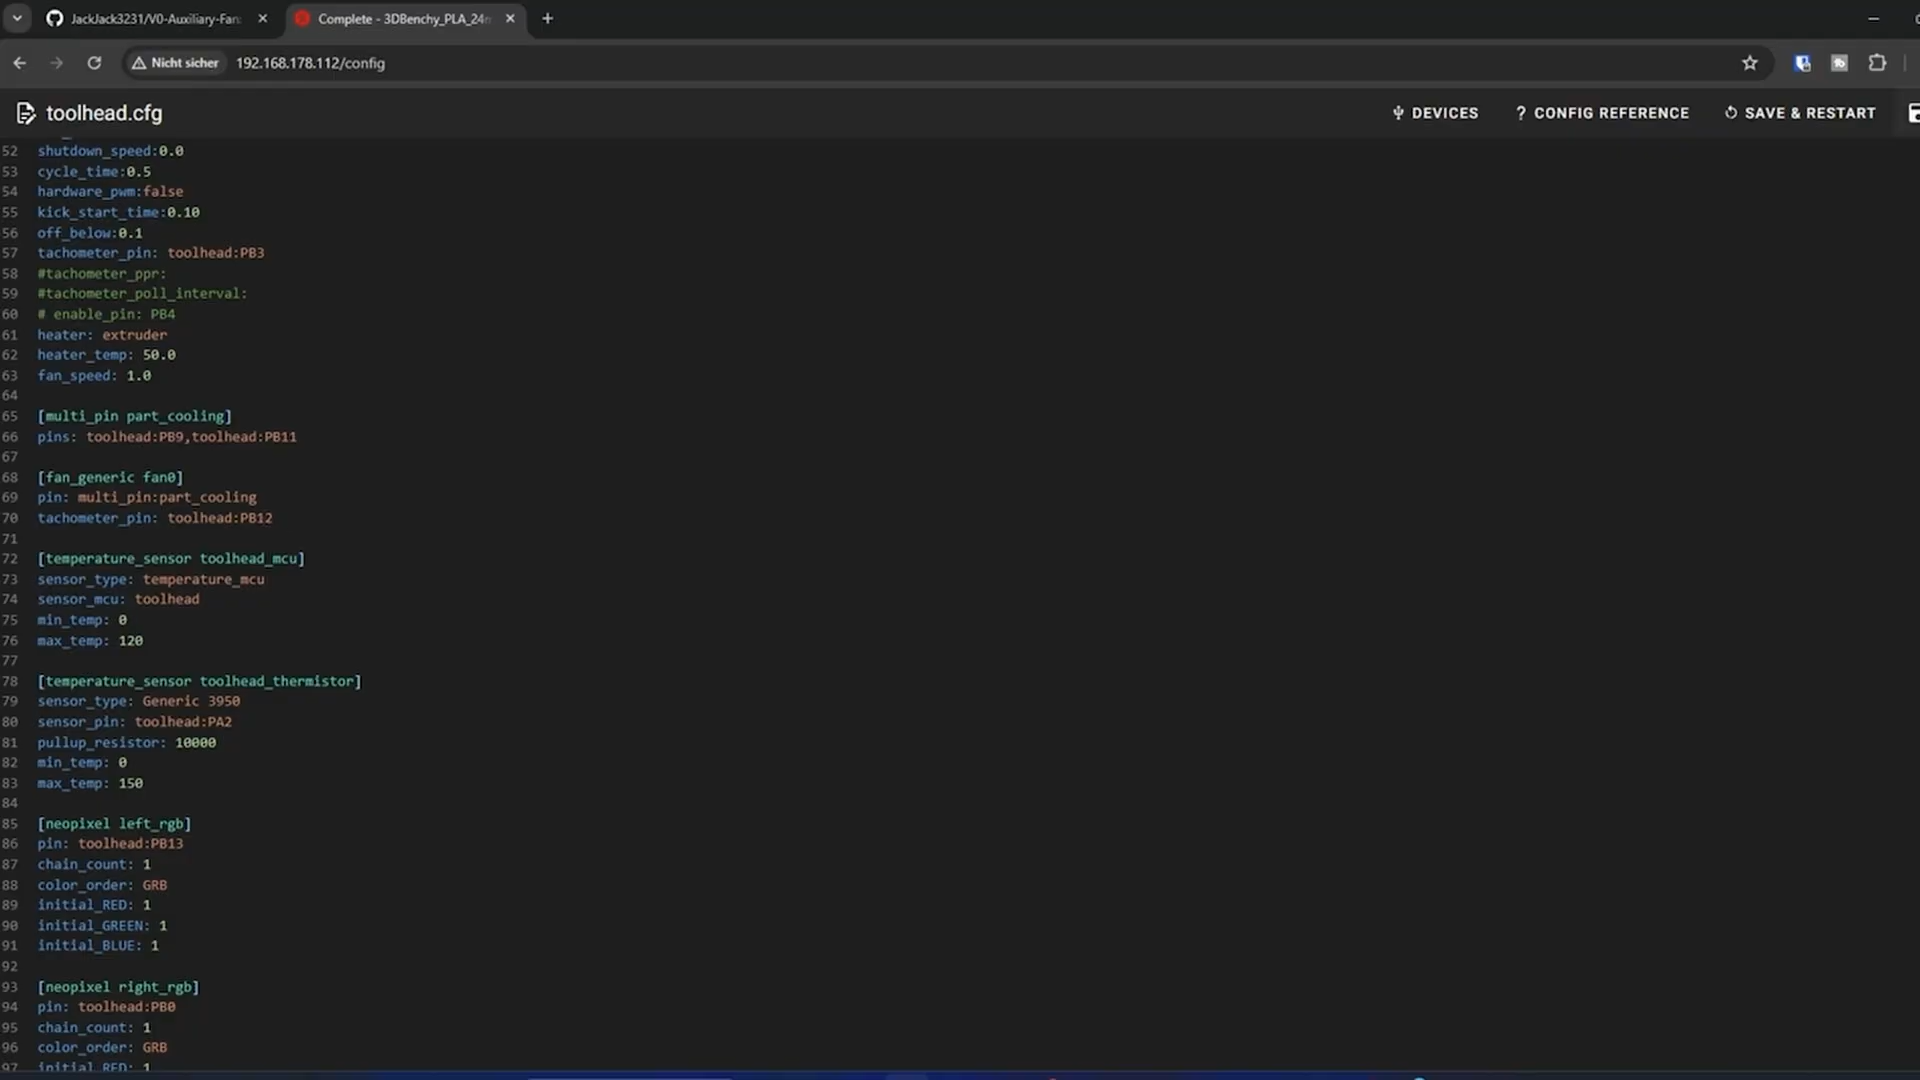 JackJack3231/V0-Auxiliary-Fan
Complete - 3DBenchy_PLA_24
Nicht sicher
192.168.178.112/config
toolhead.cfg
DEVICES
? CONFIG REFERENCE
SAVE & RESTART
52 shutdown_speed:0.0
53 cycle_time:0.5
54 hardware_pwm:false
55 kick_start_time:0.10
56 off_below:0.1
57 tachometer_pin: toolhead:PB3
58 #tachometer_ppr:
59 #tachometer_poll_interval:
60 # enable_pin: PB4
61 heater: extruder
62 heater_temp: 50.0
63 fan_speed: 1.0
64
65 [multi_pin part_cooling]
66 pins: toolhead:PB9,toolhead:PB11
67
68 [fan_generic fan0]
69 pin: multi_pin:part_cooling
70 tachometer_pin: toolhead:PB12
71
72 [temperature_sensor toolhead_mcu]
73 sensor_type: temperature_mcu
74 sensor_mcu: toolhead
75 min_temp: 0
76 max_temp: 120
77
78 [temperature_sensor toolhead_thermistor]
79 sensor_type: Generic 3950
80 sensor_pin: toolhead:PA2
81 pullup_resistor: 10000
82 min_temp: 0
83 max_temp: 150
84
85 [neopixel left_rgb]
86 pin: toolhead:PB13
87 chain_count: 1
88 color_order: GRB
89 initial_RED: 1
90 initial_GREEN: 1
91 initial_BLUE: 1
92
93 [neopixel right_rgb]
94 pin: toolhead:PB0
95 chain_count: 1
96 color_order: GRB
97 initial_RED: 1